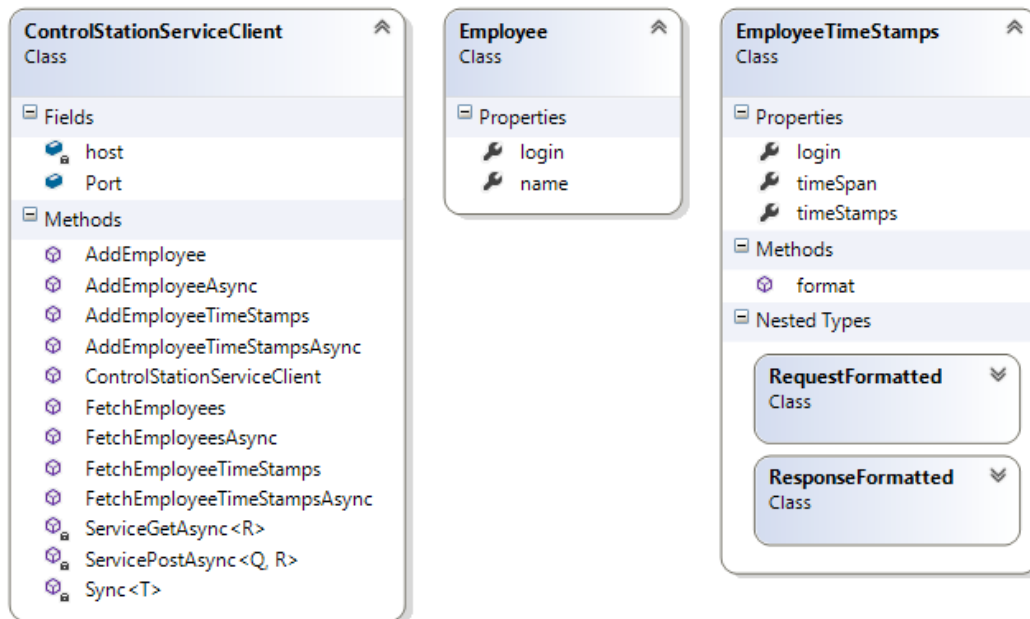 ControlStationServiceClient
Class
Fields
host
Port
Methods
AddEmployee
AddEmployeeAsync
AddEmployeeTimeStamps
AddEmployeeTimeStampsAsync
ControlStationServiceClient
FetchEmployees
FetchEmployeesAsync
FetchEmployeeTimeStamps
FetchEmployeeTimeStampsAsync
ServiceGetAsync<R>
ServicePostAsync<Q, R>
Sync<T>
Employee
Class
Properties
login
name
EmployeeTimeStamps
Class
Properties
login
timeSpan
timeStamps
Methods
format
Nested Types
RequestFormatted
Class
ResponseFormatted
Class